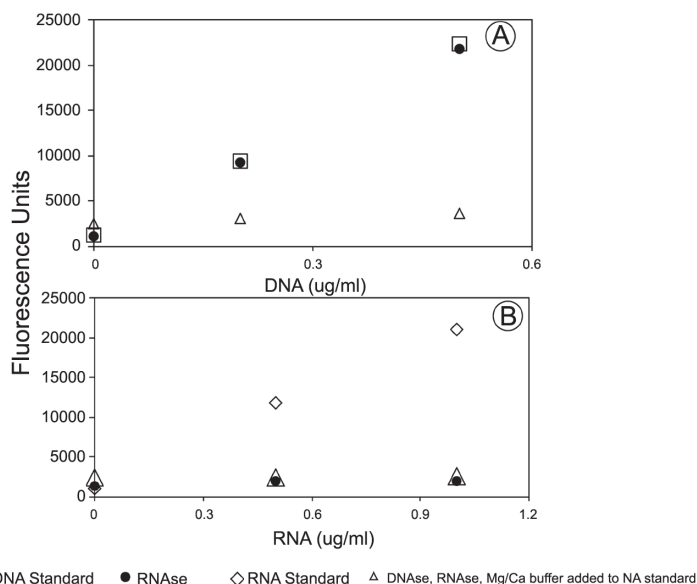 25000
A
20000
15000
10000
5000
0
0 0.3 0.6
DNA (ug/ml)
Fluorescence Units
25000
B
20000
15000
10000
5000
0
0 0.3 0.6 0.9 1.2
RNA (ug/ml)
Standard RNAse RNA Standard DNAse, RNAse, Mg/Ca buffer added to NA standard